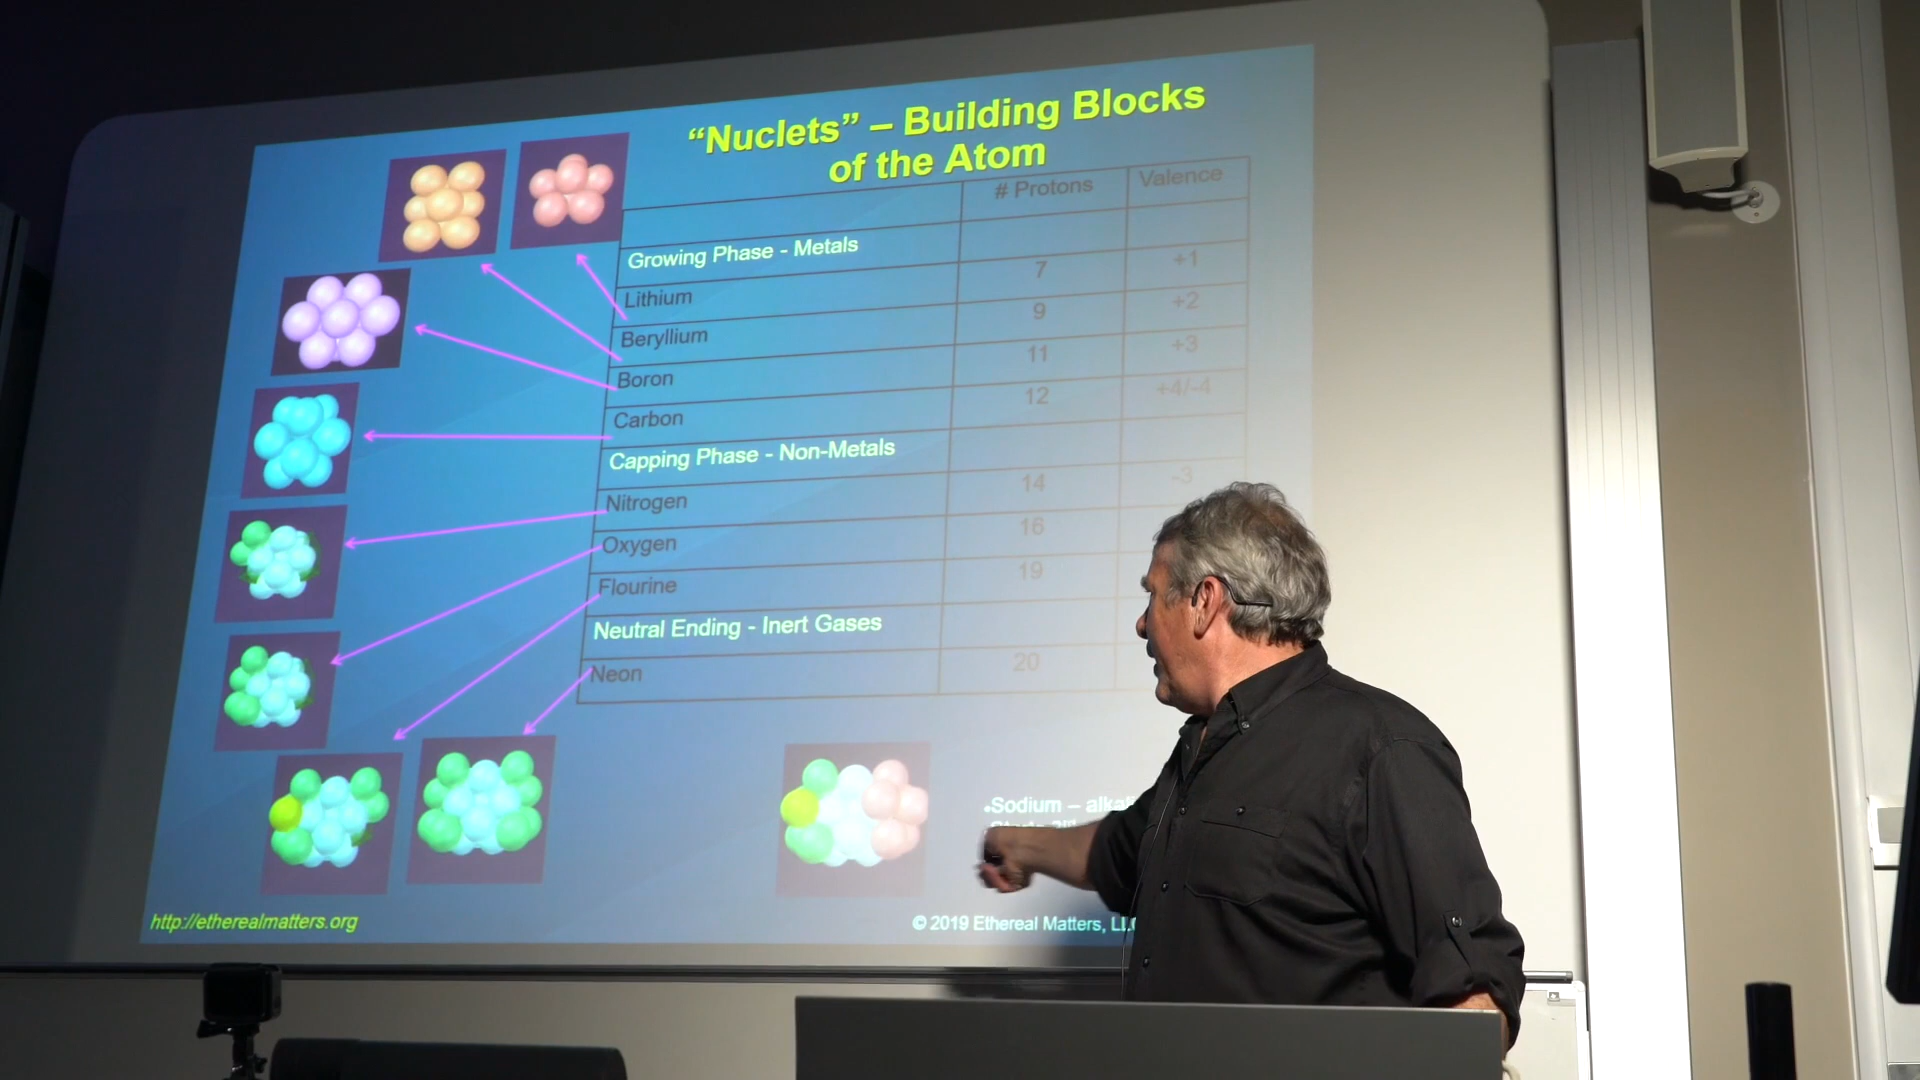 “Nuclets” – Building Blocks
of the Atom
# Protons Valence
Growing Phase - Metals
Lithium 7 +1
Beryllium 9 +2
Boron 11 +3
Carbon 12 +4/-4
Capping Phase - Non-Metals
Nitrogen 14 -3
Oxygen 16
Flourine 19
Neutral Ending - Inert Gases
Neon 20
•Sodium –
http://etherealmatters.org
© 2019 Ethereal Matters,